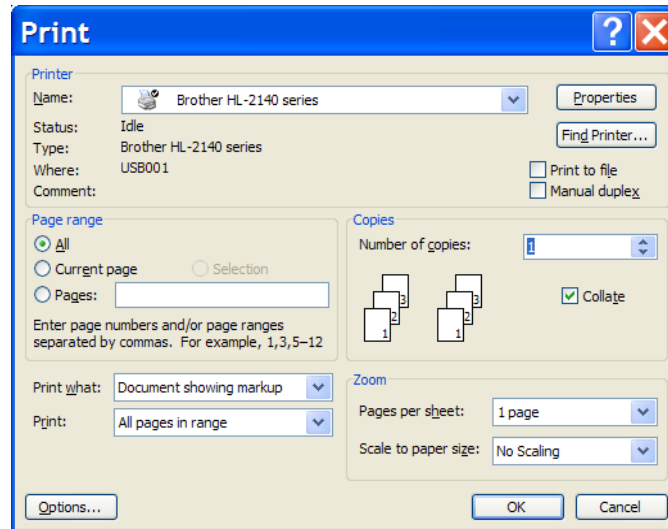 Print
Printer
Name: Brother HL-2140 series
Properties
Status: Idle
Find Printer...
Type: Brother HL-2140 series
Where: USB001
Print to file
Comment:
Manual duplex
Page range
All
Current page Selection
Pages:
Enter page numbers and/or page ranges
separated by commas. For example, 1,3,5–12
Copies
Number of copies: 1
3 3
2 2
1 1
Collate
Print what: Document showing markup
Print: All pages in range
Zoom
Pages per sheet: 1 page
Scale to paper size: No Scaling
Options... OK Cancel